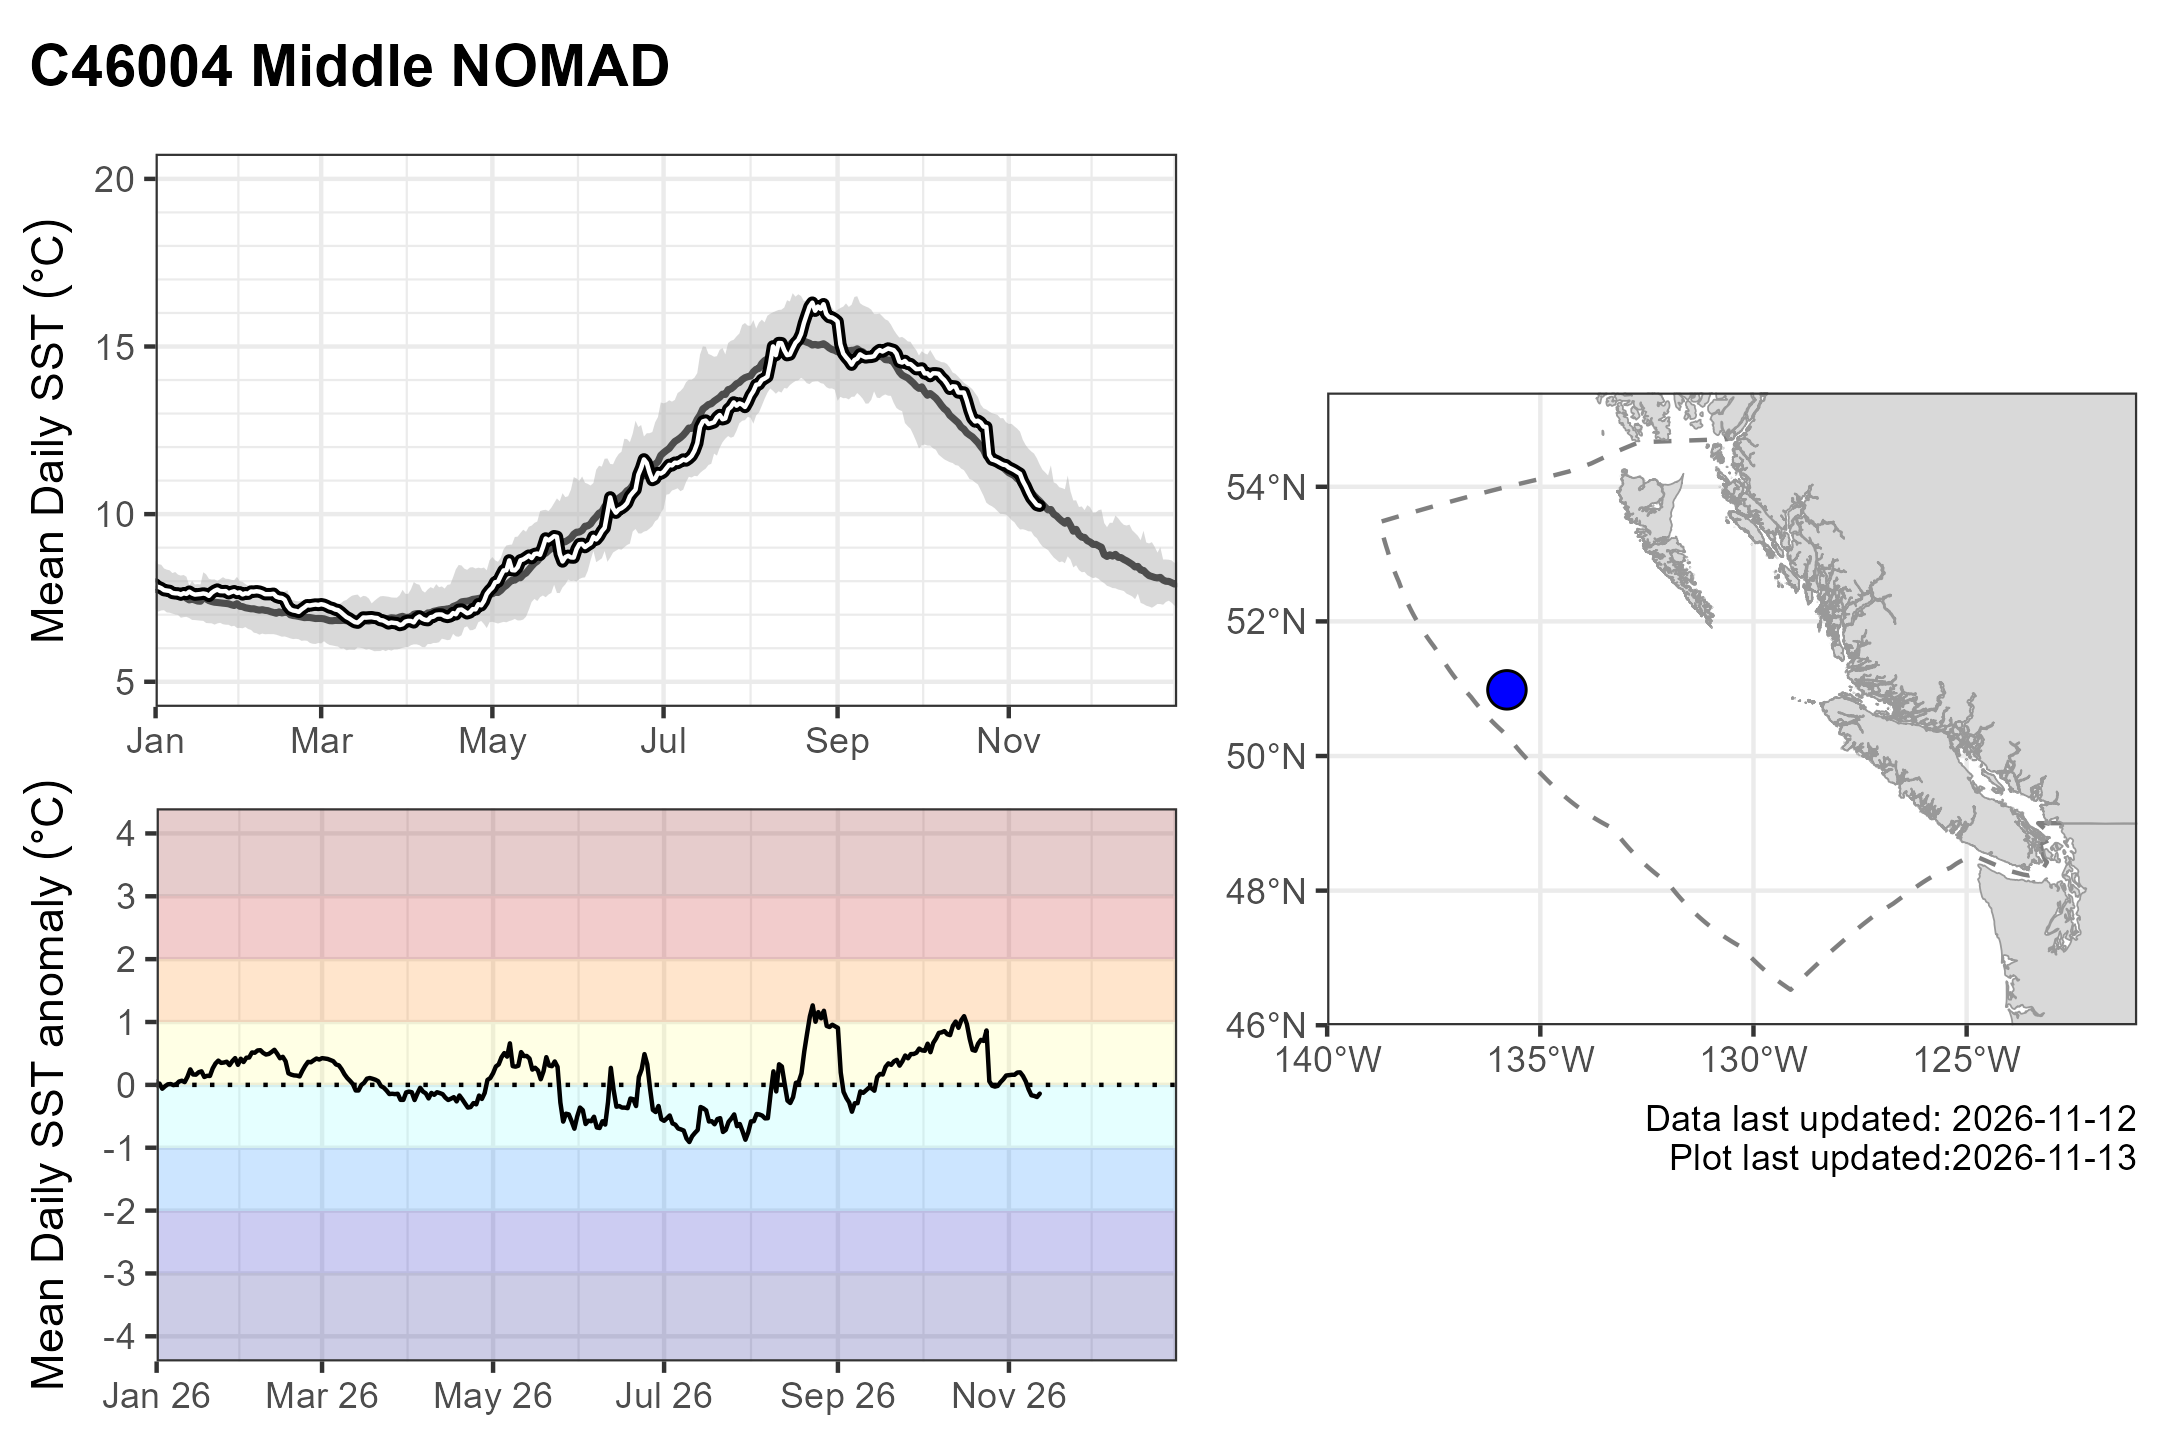 C46004 Middle NOMAD
Mean Daily SST (°C)
20
15
10
5
Jan Mar May Jul Sep Nov
Mean Daily SST anomaly (°C)
4
3
2
1
0
-1
-2
-3
-4
Jan 26 Mar 26 May 26 Jul 26 Sep 26 Nov 26
54°N
52°N
50°N
48°N
46°N
140°W 135°W 130°W 125°W
Data last updated: 2026-11-12
Plot last updated:2026-11-13